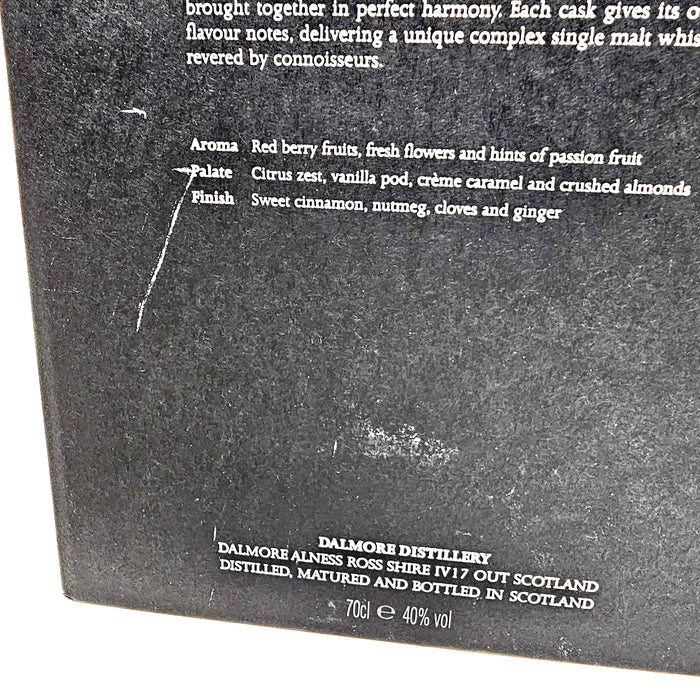 brought together in perfect harmony. Each cask gives its
flavour notes, delivering a unique complex single malt
revered by connoisseurs.
Aroma Red berry fruits, fresh flowers and hints of passion fruit
Palate Citrus zest, vanilla pod, crème caramel and crushed almonds
Finish Sweet cinnamon, nutmeg, cloves and ginger
DALMORE DISTILLERY
DALMORE ALNESS ROSS SHIRE IV17 OUT SCOTLAND
DISTILLED, MATURED AND BOTTLED IN SCOTLAND
70cl e 40% vol